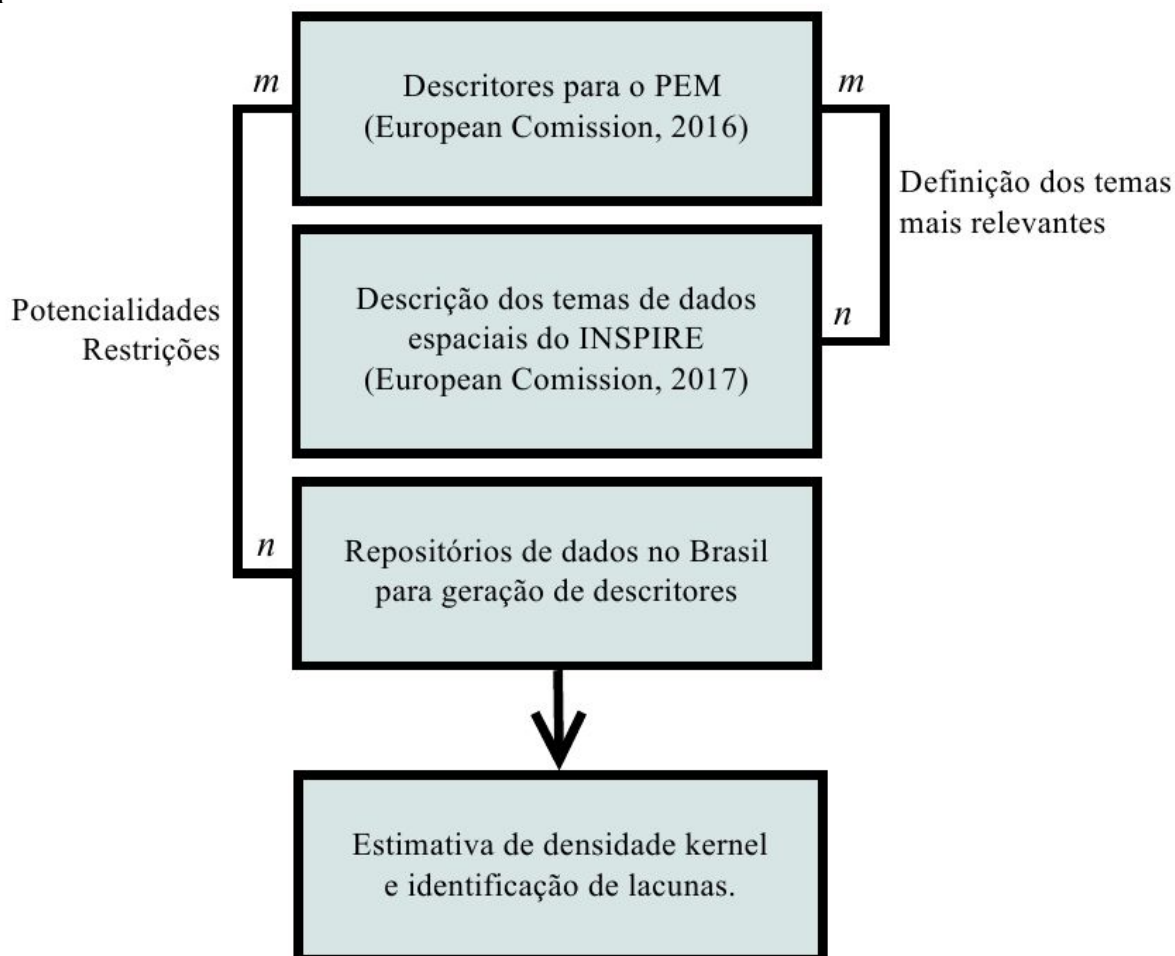 m
Descritores para o PEM
(European Comission, 2016)
m
Definição dos temas
mais relevantes
Descrição dos temas de dados
espaciais do INSPIRE
(European Comission, 2017)
n
Potencialidades
Restrições
n
Repositórios de dados no Brasil
para geração de descritores
Estimativa de densidade kernel
e identificação de lacunas.